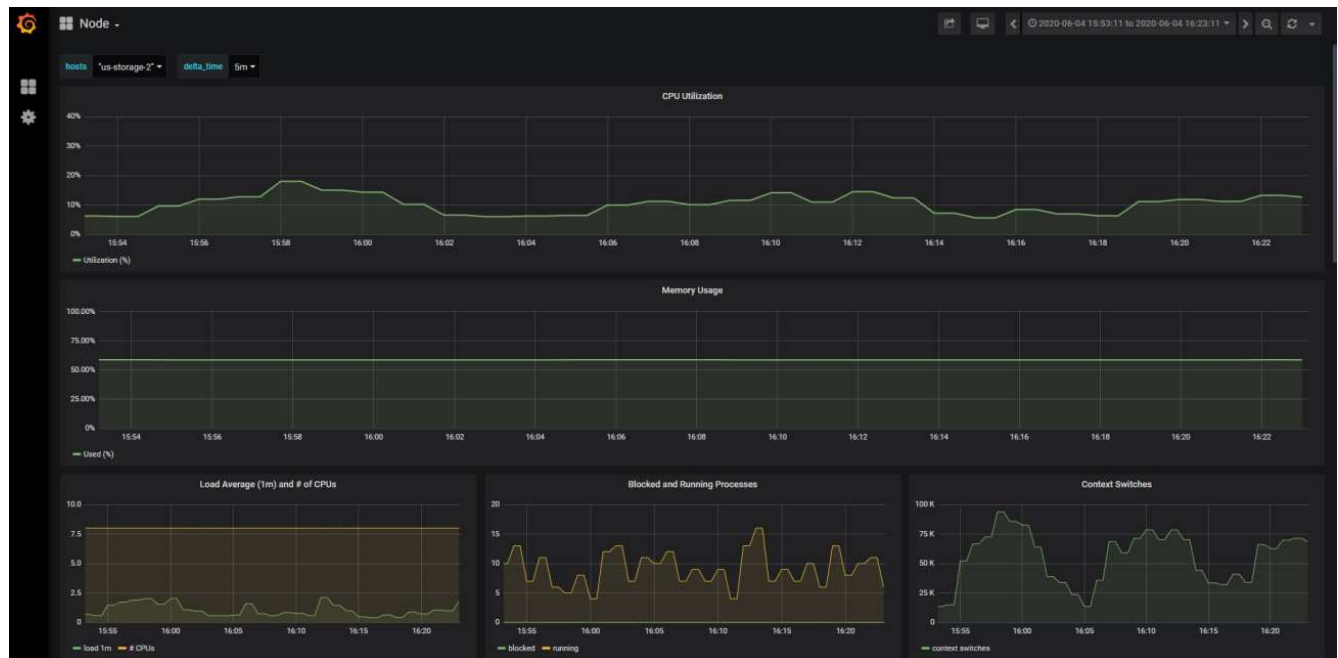 Node
2020-06-04 15:53:11 to 2020-06-04 16:23:11
hosts "us-storage-2" delta_time 5m
CPU Utilization
40%
30%
20%
10%
0%
15:54 15:56 15:58 16:00 16:02 16:04 16:06 16:08 16:10 16:12 16:14 16:16 16:18 16:20 16:22
Utilization (%)
Memory Usage
100.00%
75.00%
50.00%
25.00%
0%
15:54 15:56 15:58 16:00 16:02 16:04 16:06 16:08 16:10 16:12 16:14 16:16 16:18 16:20 16:22
Used (%)
Load Average (1m) and # of CPUs
10.0
7.5
5.0
2.5
0
15:55 16:00 16:05 16:10 16:15 16:20
load 1m # CPUs
Blocked and Running Processes
20
15
10
5
0
15:55 16:00 16:05 16:10 16:15 16:20
blocked running
Context Switches
100 K
75 K
50 K
25 K
0
15:55 16:00 16:05 16:10 16:15 16:20
context switches